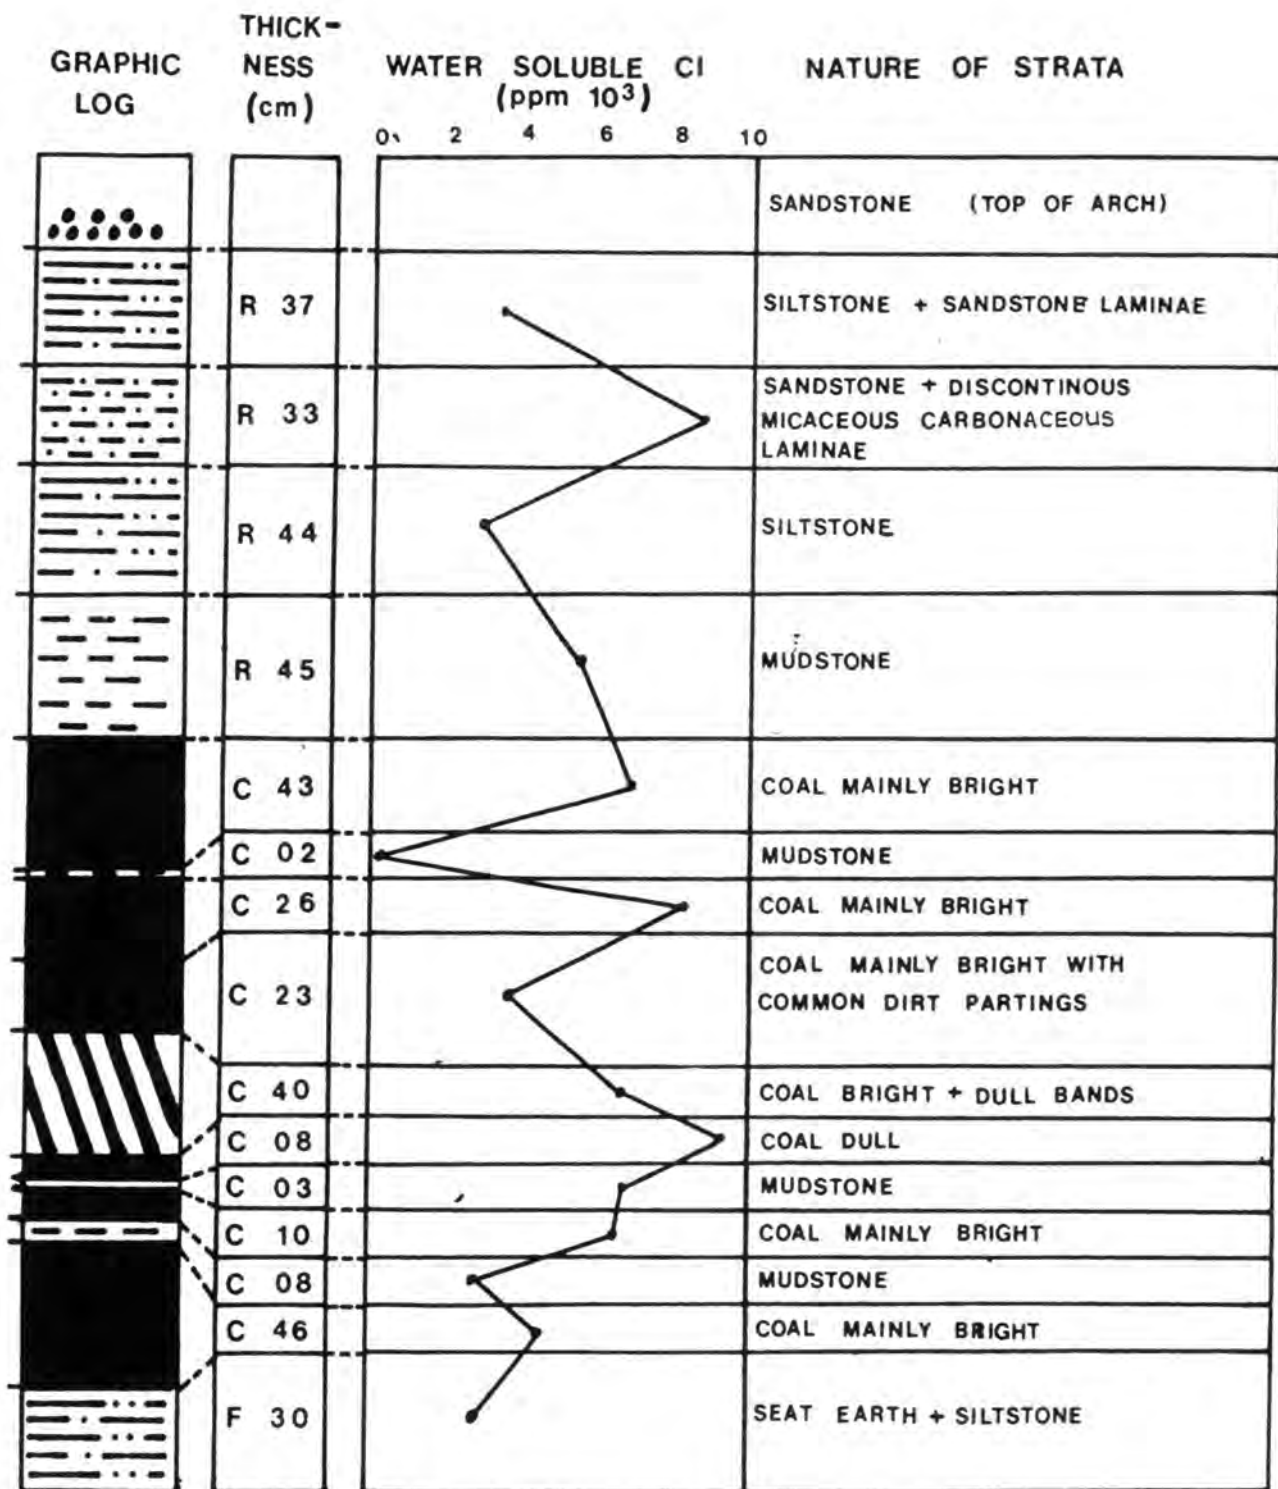 GRAPHIC
LOG
THICK-
NESS
(cm)
WATER SOLUBLE Cl
(ppm 10³)
NATURE OF STRATA
0 2 4 6 8 10
SANDSTONE (TOP OF ARCH)
R 37
SILTSTONE + SANDSTONE LAMINAE
R 33
SANDSTONE + DISCONTINOUS
MICACEOUS CARBONACEOUS
LAMINAE
R 44
SILTSTONE
R 45
MUDSTONE
C 43
COAL MAINLY BRIGHT
C 02
MUDSTONE
C 26
COAL MAINLY BRIGHT
C 23
COAL MAINLY BRIGHT WITH
COMMON DIRT PARTINGS
C 40
COAL BRIGHT + DULL BANDS
C 08
COAL DULL
C 03
MUDSTONE
C 10
COAL MAINLY BRIGHT
C 08
MUDSTONE
C 46
COAL MAINLY BRIGHT
F 30
SEAT EARTH + SILTSTONE